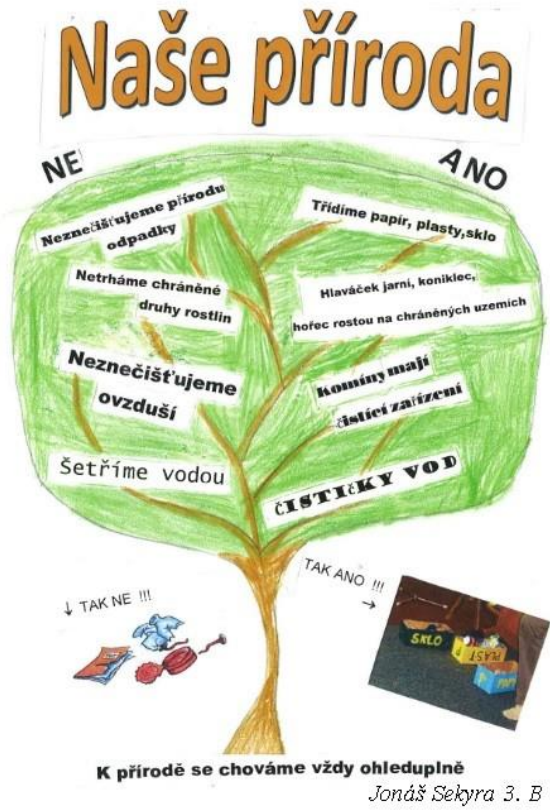 Naše příroda
NE
ANO
Neznečišťujeme přírodu
odpadky
Třídíme papír, plasty,sklo
Netrháme chráněné
druhy rostlin
Hlaváček jarní, koniklec,
hořec rostou na chráněných uzemích
Neznečišťujeme
ovzduší
Komíny mají
čistící zařízení
Šetříme vodou
ČISTIČKY VOD
↓ TAK NE !!!
TAK ANO !!!
→
SKLO
PLAST
K přírodě se chováme vždy ohleduplně
Jonáš Sekyra 3. B